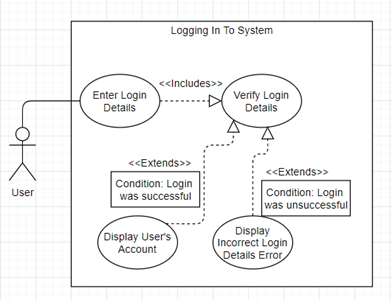 Logging In To System
<<Includes>>
Enter Login
Details
Verify Login
Details
User
<<Extends>>
Condition: Login
was successful
<<Extends>>
Condition: Login
was unsuccessful
Display User's
Account
Display
Incorrect Login
Details Error